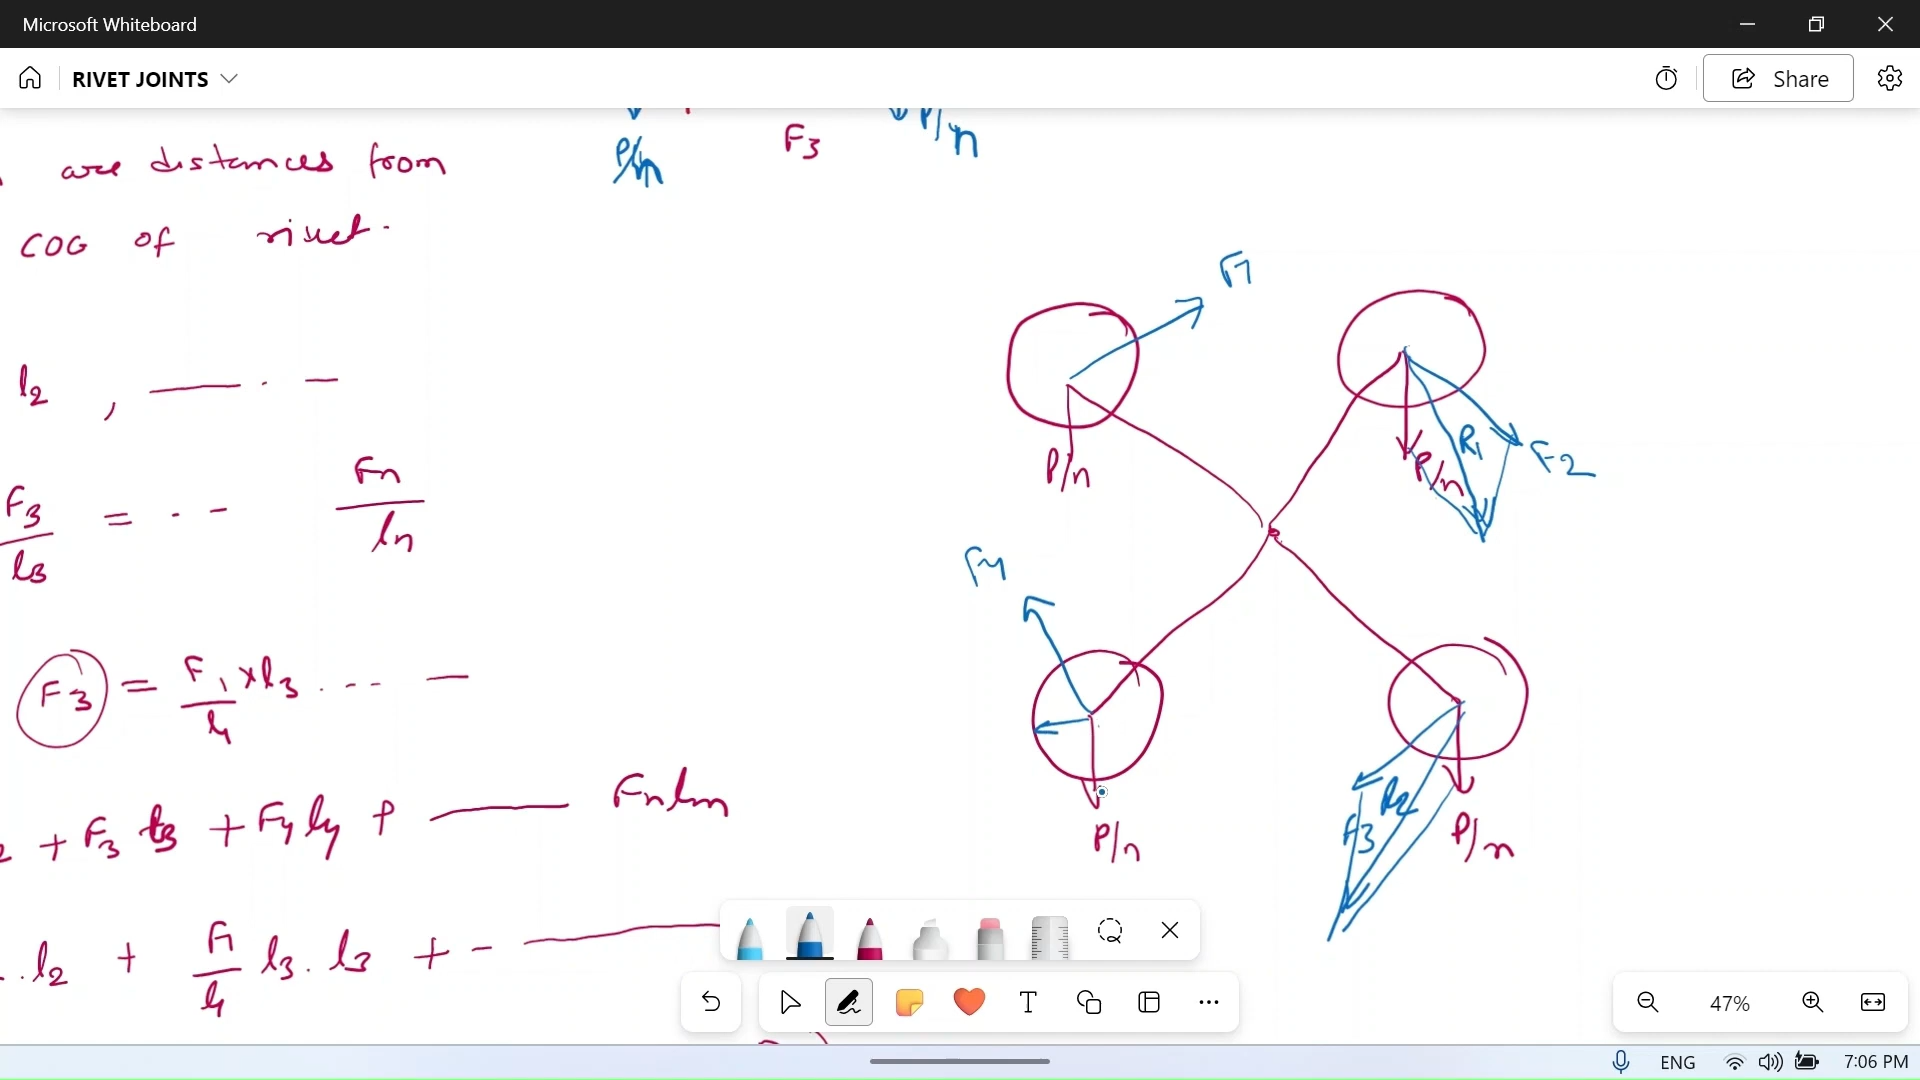 Microsoft Whiteboard
RIVET JOINTS
Share
are distances from
P/n
F3
P/n
COG of rivet.
F1
l2 , —— . —
P/n
P/n
R1
F2
F3/l3 = . . – Fn/ln
F4
F3 = F1/l1 × l3 . -- —
2 + F3 l3 + F4 l4 + —— Fn ln
P/n
F3
R2
P/n
. l2 + F1/l1 l3 . l3 + – ——
47%
ENG
7:06 PM